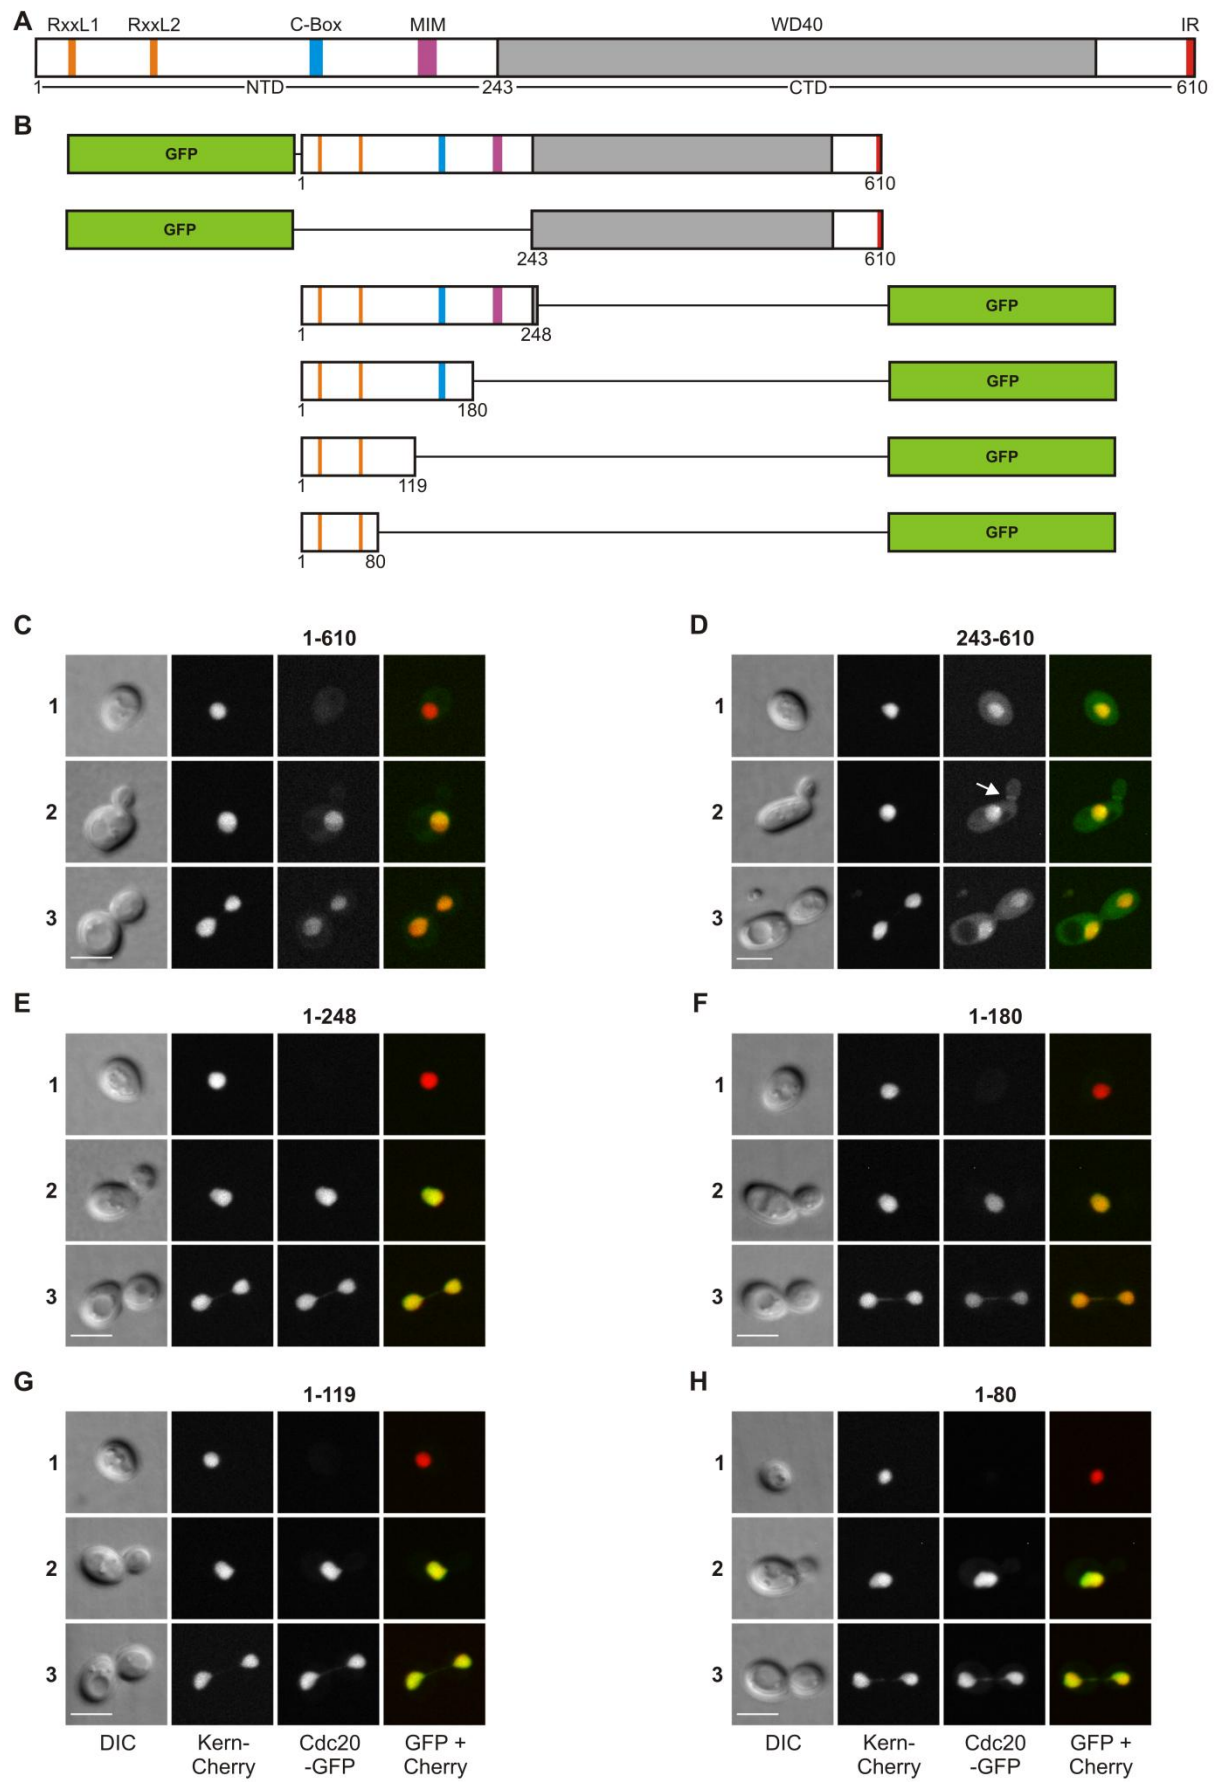 A
RxxL1 RxxL2 C-Box MIM WD40 IR
1 NTD 243 CTD 610
B
GFP
1 610
GFP
243 610
GFP
1 248
GFP
1 180
GFP
1 119
GFP
1 80
C
1-610
1
2
3
D
243-610
1
2
3
E
1-248
1
2
3
F
1-180
1
2
3
G
1-119
1
2
3
H
1-80
1
2
3
DIC Kern- Cdc20 GFP + DIC Kern- Cdc20 GFP +
Cherry -GFP Cherry Cherry -GFP Cherry